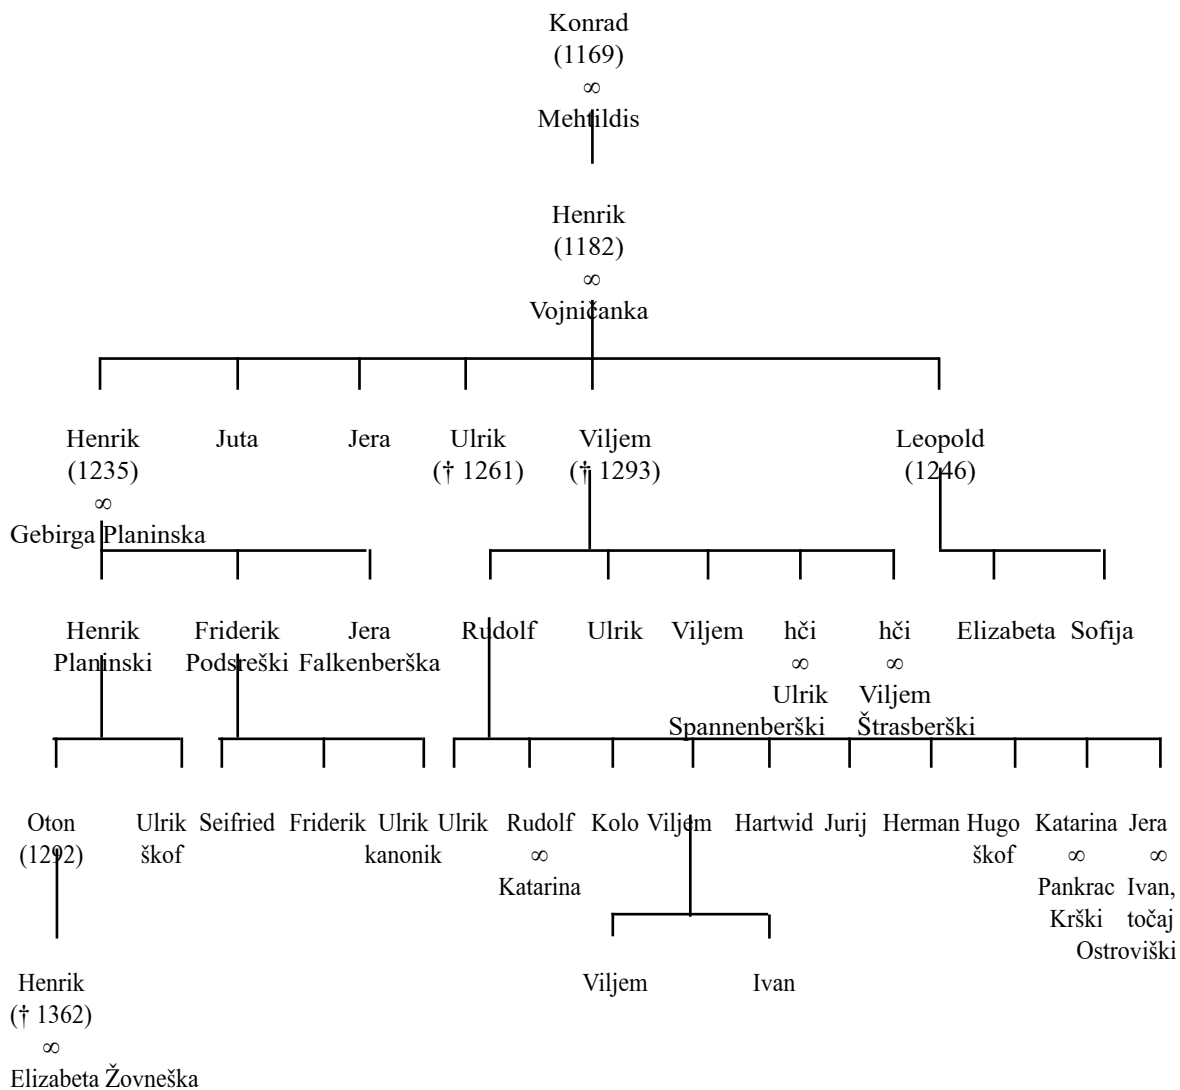 Konrad
(1169)
∞
Mehtildis
Henrik
(1182)
∞
Vojničanka
Henrik Juta Jera Ulrik Viljem Leopold
(1235) († 1261) († 1293) (1246)
∞
Gebirga Planinska
Henrik Friderik Jera Rudolf Ulrik Viljem hči hči Elizabeta Sofija
Planinski Podsreški Falkenberška ∞ ∞
Ulrik Viljem
Spannenberški Štrasberški
Oton Ulrik Seifried Friderik Ulrik Ulrik Rudolf Kolo Viljem Hartwid Jurij Herman Hugo Katarina Jera
(1292) škof kanonik ∞ škof ∞ ∞
Katarina Pankrac Ivan,
Krški točaj
Ostroviški
Henrik Viljem Ivan
(† 1362)
∞
Elizabeta Žovneška